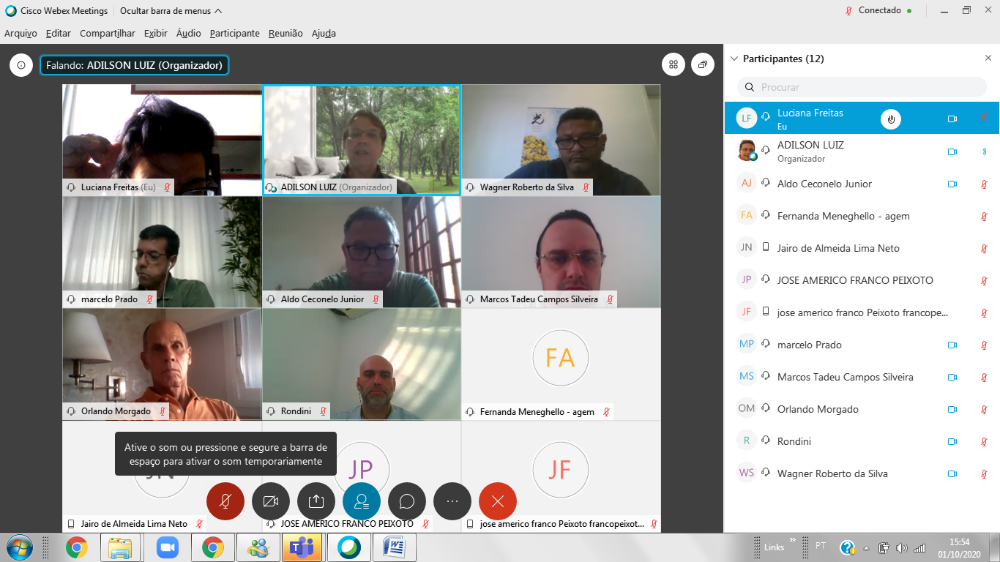 Cisco Webex Meetings
Ocultar barra de menus
Conectado
Arquivo Editar Compartilhar Exibir Áudio Participante Reunião Ajuda
Falando: ADILSON LUIZ (Organizador)
Luciana Freitas (Eu)
ADILSON LUIZ (Organizador)
Wagner Roberto da Silva
marcelo Prado
Aldo Ceconelo Junior
Marcos Tadeu Campos Silveira
Orlando Morgado
Rondini
FA
Fernanda Meneghello - agem
Ative o som ou pressione e segure a barra de
espaço para ativar o som temporariamente
JN
JP
JF
Jairo de Almeida Lima Neto
JOSE AMERICO FRANCO PEIXOTO
jose americo franco Peixoto francopeixot...
Participantes (12)
Procurar
LF Luciana Freitas
Eu
ADILSON LUIZ
Organizador
AJ Aldo Ceconelo Junior
FA Fernanda Meneghello - agem
JN Jairo de Almeida Lima Neto
JP JOSE AMERICO FRANCO PEIXOTO
JF jose americo franco Peixoto francope...
MP marcelo Prado
MS Marcos Tadeu Campos Silveira
OM Orlando Morgado
R Rondini
WS Wagner Roberto da Silva
Links
PT
15:54
01/10/2020